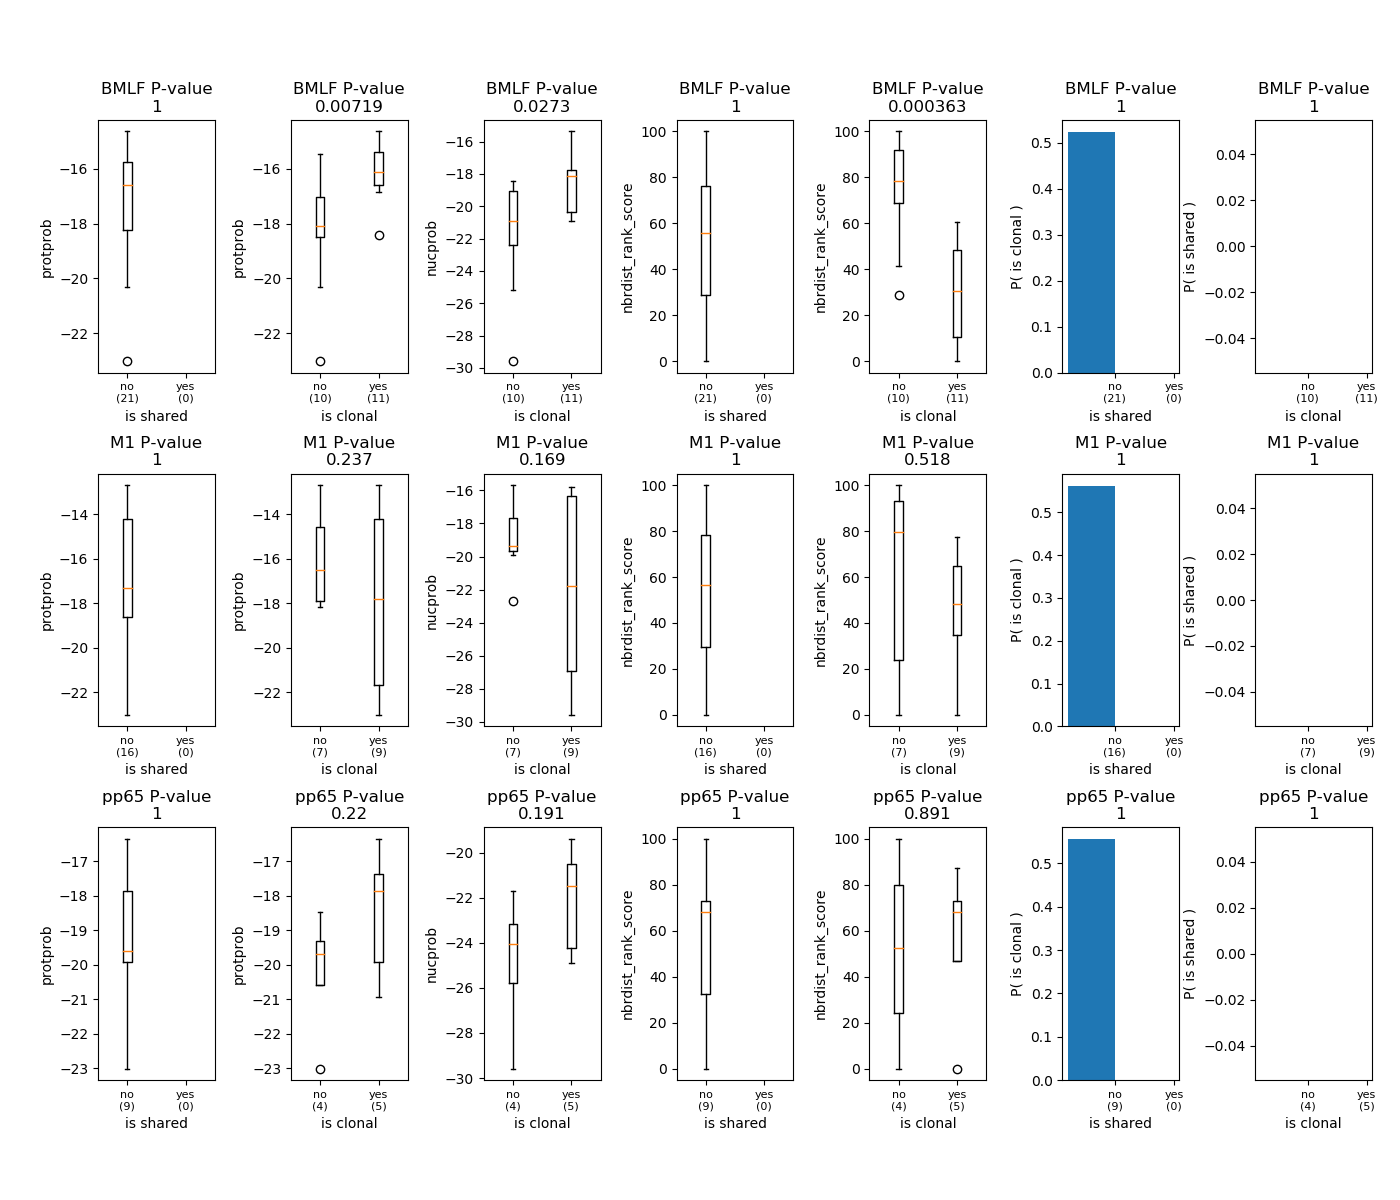 BMLF P-value
1
−16
−18
−20
−22
protprob
no
(21)
yes
(0)
is shared
BMLF P-value
0.00719
−16
−18
−20
−22
protprob
no
(10)
yes
(11)
is clonal
BMLF P-value
0.0273
−16
−18
−20
−22
−24
−26
−28
−30
nucprob
no
(10)
yes
(11)
is clonal
BMLF P-value
1
100
80
60
40
20
0
nbrdist_rank_score
no
(21)
yes
(0)
is shared
BMLF P-value
0.000363
100
80
60
40
20
0
nbrdist_rank_score
no
(10)
yes
(11)
is clonal
BMLF P-value
1
0.5
0.4
0.3
0.2
0.1
0.0
P( is clonal )
no
(21)
yes
(0)
is shared
BMLF P-value
1
0.04
0.02
0.00
−0.02
−0.04
P( is shared )
no
(10)
yes
(11)
is clonal
M1 P-value
1
−14
−16
−18
−20
−22
protprob
no
(16)
yes
(0)
is shared
M1 P-value
0.237
−14
−16
−18
−20
−22
protprob
no
(7)
yes
(9)
is clonal
M1 P-value
0.169
−16
−18
−20
−22
−24
−26
−28
−30
nucprob
no
(7)
yes
(9)
is clonal
M1 P-value
1
100
80
60
40
20
0
nbrdist_rank_score
no
(16)
yes
(0)
is shared
M1 P-value
0.518
100
80
60
40
20
0
nbrdist_rank_score
no
(7)
yes
(9)
is clonal
M1 P-value
1
0.5
0.4
0.3
0.2
0.1
0.0
P( is clonal )
no
(16)
yes
(0)
is shared
M1 P-value
1
0.04
0.02
0.00
−0.02
−0.04
P( is shared )
no
(7)
yes
(9)
is clonal
pp65 P-value
1
−17
−18
−19
−20
−21
−22
−23
protprob
no
(9)
yes
(0)
is shared
pp65 P-value
0.22
−17
−18
−19
−20
−21
−22
−23
protprob
no
(4)
yes
(5)
is clonal
pp65 P-value
0.191
−20
−22
−24
−26
−28
−30
nucprob
no
(4)
yes
(5)
is clonal
pp65 P-value
1
100
80
60
40
20
0
nbrdist_rank_score
no
(9)
yes
(0)
is shared
pp65 P-value
0.891
100
80
60
40
20
0
nbrdist_rank_score
no
(4)
yes
(5)
is clonal
pp65 P-value
1
0.5
0.4
0.3
0.2
0.1
0.0
P( is clonal )
no
(9)
yes
(0)
is shared
pp65 P-value
1
0.04
0.02
0.00
−0.02
−0.04
P( is shared )
no
(4)
yes
(5)
is clonal